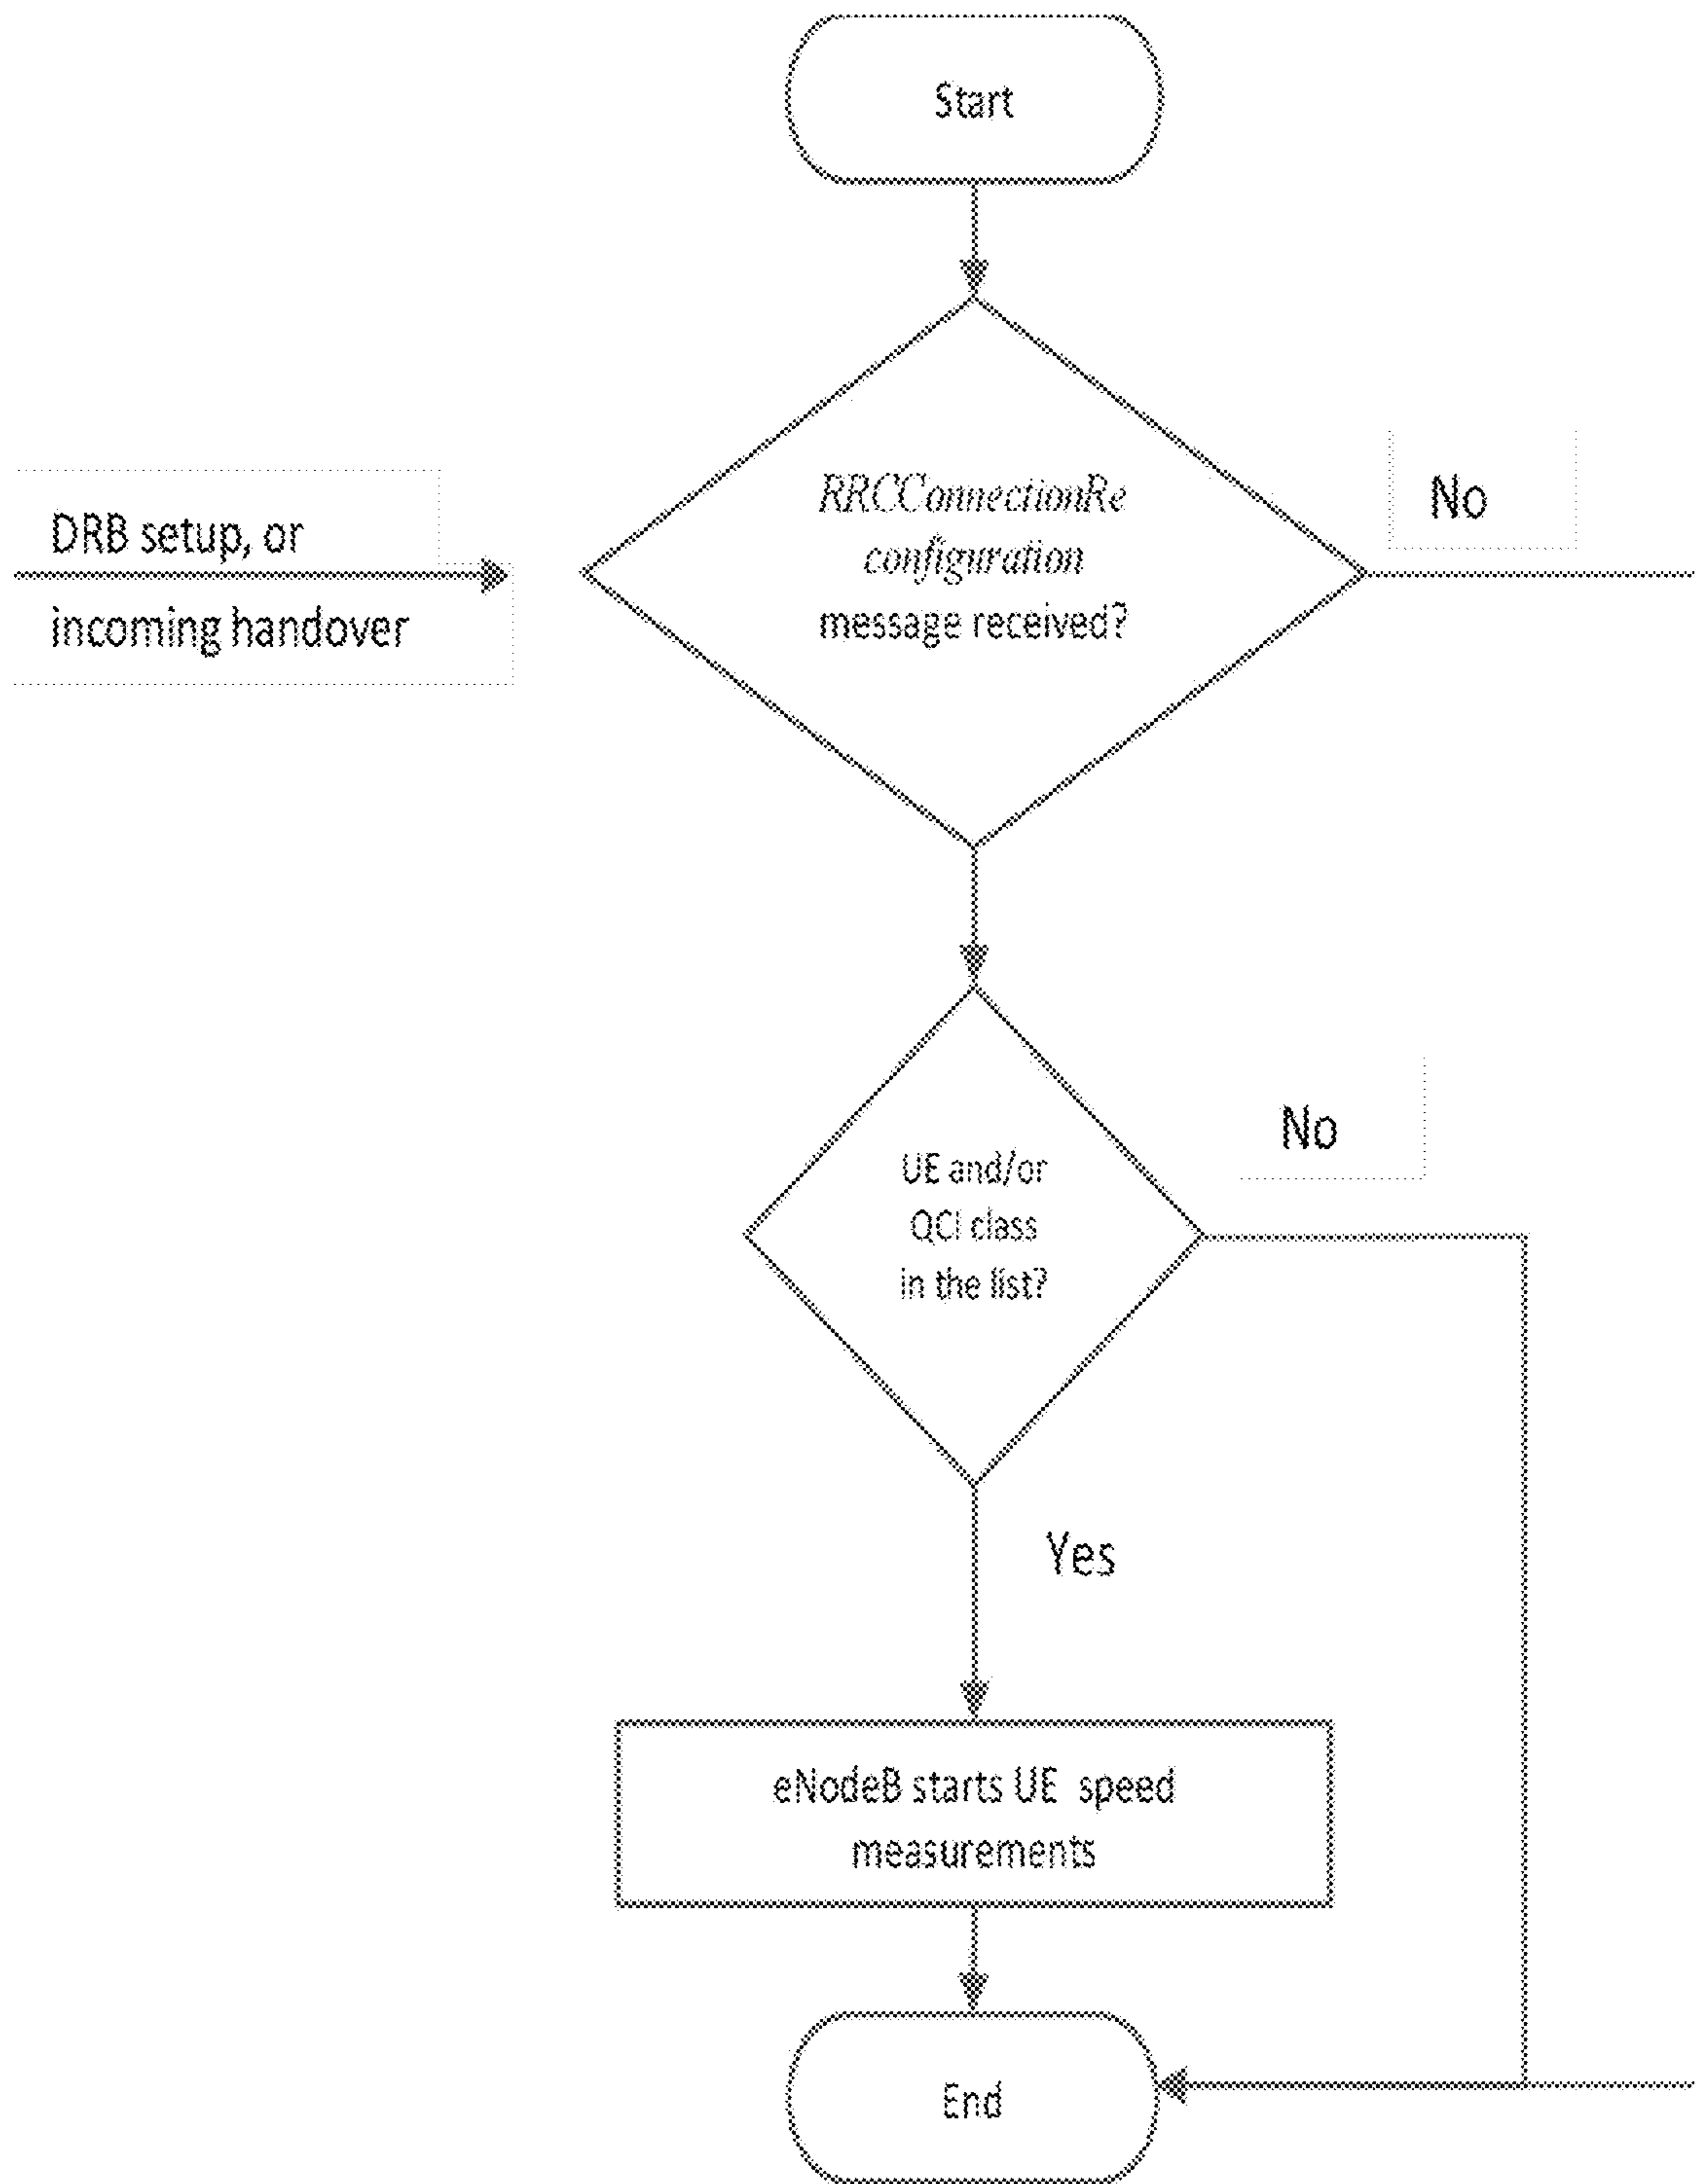 Start
RRCConnectionRe
configuration
message received?
No
DRB setup, or
incoming handover
UE and/or
QCI class
in the list?
No
Yes
eNodeB starts UE speed
measurements
End